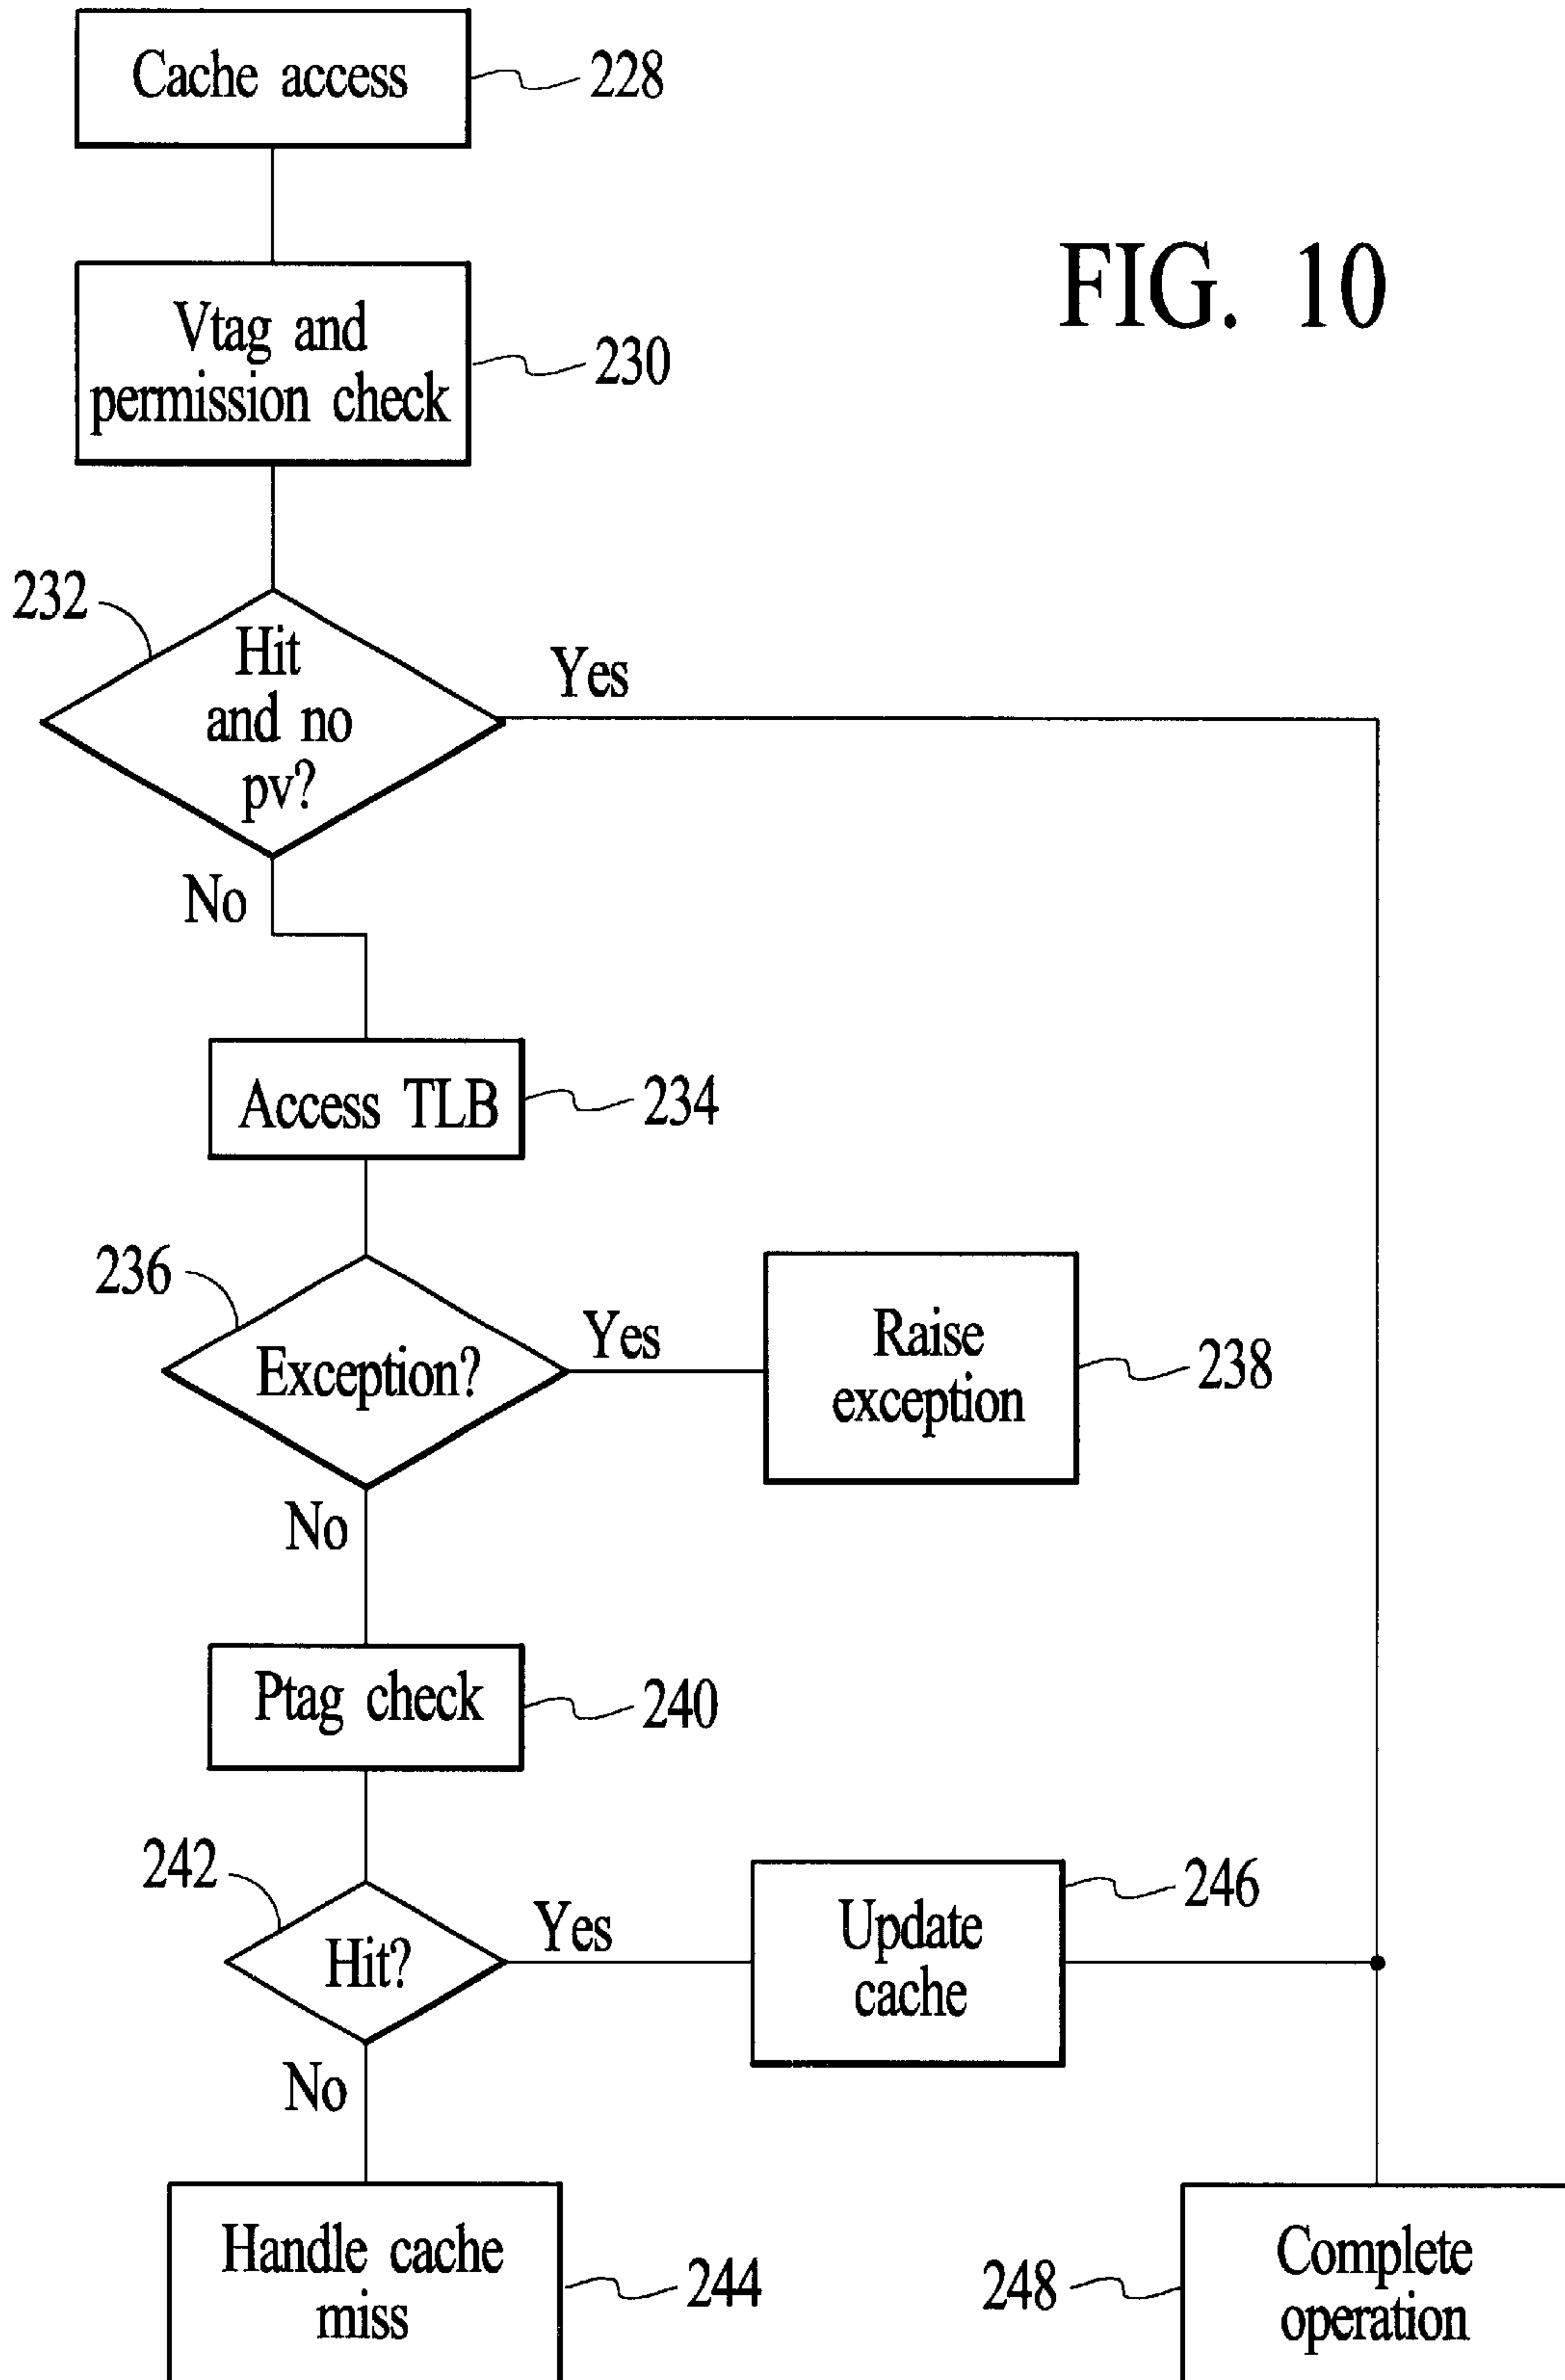 Cache access
228
FIG. 10
Vtag and
permission check
230
232
Hit
and no
pv?
Yes
No
Access TLB
234
236
Exception?
Yes
Raise
exception
238
No
Ptag check
240
242
Hit?
Yes
Update
cache
246
No
Handle cache
miss
244
248
Complete
operation